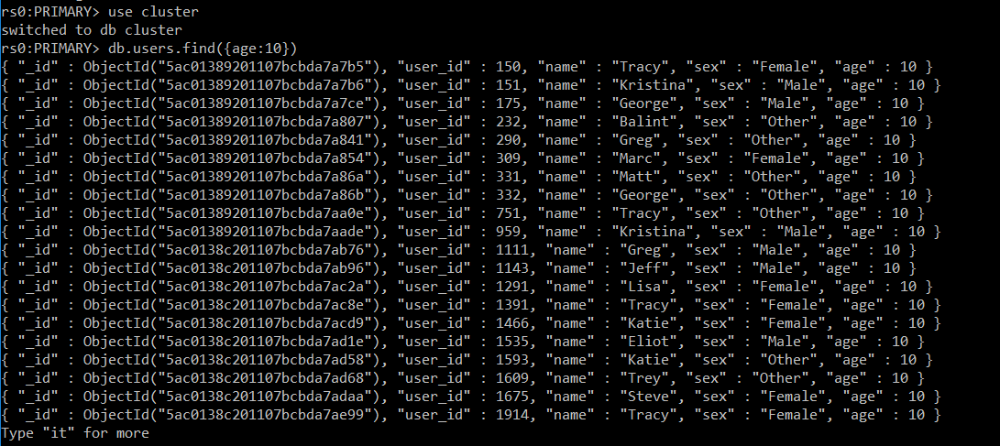 rs0:PRIMARY> use cluster
switched to db cluster
rs0:PRIMARY> db.users.find({age:10})
{ "_id" : ObjectId("5ac01389201107bcbda7a7b5"), "user_id" : 150, "name" : "Tracy", "sex" : "Female", "age" : 10 }
{ "_id" : ObjectId("5ac01389201107bcbda7a7b6"), "user_id" : 151, "name" : "Kristina", "sex" : "Male", "age" : 10 }
{ "_id" : ObjectId("5ac01389201107bcbda7a7ce"), "user_id" : 175, "name" : "George", "sex" : "Male", "age" : 10 }
{ "_id" : ObjectId("5ac01389201107bcbda7a807"), "user_id" : 232, "name" : "Balint", "sex" : "Other", "age" : 10 }
{ "_id" : ObjectId("5ac01389201107bcbda7a841"), "user_id" : 290, "name" : "Greg", "sex" : "Other", "age" : 10 }
{ "_id" : ObjectId("5ac01389201107bcbda7a854"), "user_id" : 309, "name" : "Marc", "sex" : "Female", "age" : 10 }
{ "_id" : ObjectId("5ac01389201107bcbda7a86a"), "user_id" : 331, "name" : "Matt", "sex" : "Other", "age" : 10 }
{ "_id" : ObjectId("5ac01389201107bcbda7a86b"), "user_id" : 332, "name" : "George", "sex" : "Other", "age" : 10 }
{ "_id" : ObjectId("5ac01389201107bcbda7aa0e"), "user_id" : 751, "name" : "Tracy", "sex" : "Other", "age" : 10 }
{ "_id" : ObjectId("5ac01389201107bcbda7aade"), "user_id" : 959, "name" : "Kristina", "sex" : "Male", "age" : 10 }
{ "_id" : ObjectId("5ac0138c201107bcbda7ab76"), "user_id" : 1111, "name" : "Greg", "sex" : "Male", "age" : 10 }
{ "_id" : ObjectId("5ac0138c201107bcbda7ab96"), "user_id" : 1143, "name" : "Jeff", "sex" : "Male", "age" : 10 }
{ "_id" : ObjectId("5ac0138c201107bcbda7ac2a"), "user_id" : 1291, "name" : "Lisa", "sex" : "Female", "age" : 10 }
{ "_id" : ObjectId("5ac0138c201107bcbda7ac8e"), "user_id" : 1391, "name" : "Tracy", "sex" : "Female", "age" : 10 }
{ "_id" : ObjectId("5ac0138c201107bcbda7acd9"), "user_id" : 1466, "name" : "Katie", "sex" : "Female", "age" : 10 }
{ "_id" : ObjectId("5ac0138c201107bcbda7ad1e"), "user_id" : 1535, "name" : "Eliot", "sex" : "Male", "age" : 10 }
{ "_id" : ObjectId("5ac0138c201107bcbda7ad58"), "user_id" : 1593, "name" : "Katie", "sex" : "Other", "age" : 10 }
{ "_id" : ObjectId("5ac0138c201107bcbda7ad68"), "user_id" : 1609, "name" : "Trey", "sex" : "Other", "age" : 10 }
{ "_id" : ObjectId("5ac0138c201107bcbda7adaa"), "user_id" : 1675, "name" : "Steve", "sex" : "Female", "age" : 10 }
{ "_id" : ObjectId("5ac0138c201107bcbda7ae99"), "user_id" : 1914, "name" : "Tracy", "sex" : "Female", "age" : 10 }
Type "it" for more